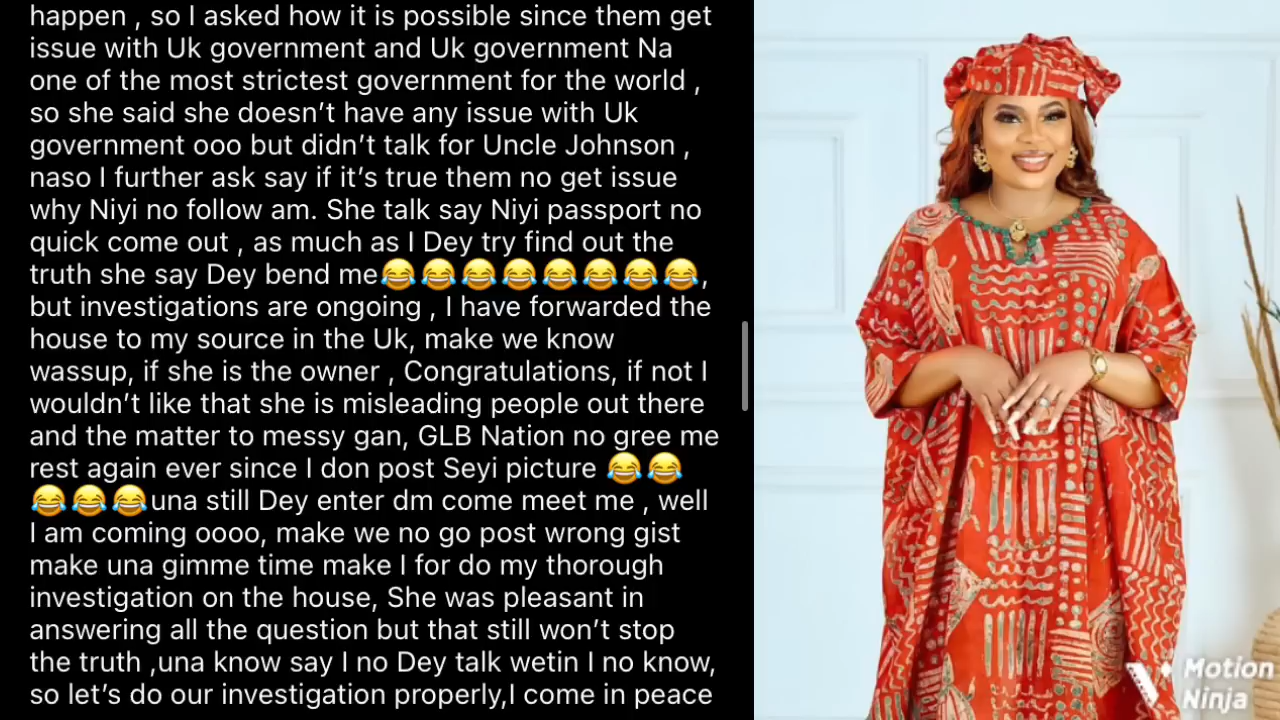 happen , so I asked how it is possible since them get
issue with Uk government and Uk government Na
one of the most strictest government for the world ,
so she said she doesn’t have any issue with Uk
government ooo but didn’t talk for Uncle Johnson ,
naso I further ask say if it’s true them no get issue
why Niyi no follow am. She talk say Niyi passport no
quick come out , as much as I Dey try find out the
truth she say Dey bend me😂😂😂😂😂😂😂😂,
but investigations are ongoing , I have forwarded the
house to my source in the Uk, make we know
wassup, if she is the owner , Congratulations, if not I
wouldn’t like that she is misleading people out there
and the matter to messy gan, GLB Nation no gree me
rest again ever since I don post Seyi picture 😂😂
😂😂😂una still Dey enter dm come meet me , well
I am coming oooo, make we no go post wrong gist
make una gimme time make I for do my thorough
investigation on the house, She was pleasant in
answering all the question but that still won’t stop
the truth ,una know say I no Dey talk wetin I no know,
so let’s do our investigation properly,I come in peace
Motion
Ninja